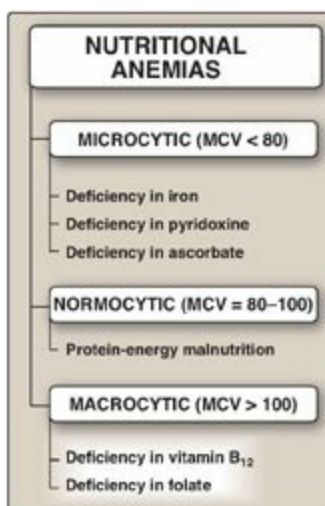 NUTRITIONAL
ANEMIAS
MICROCYTIC (MCV < 80)
Deficiency in iron
Deficiency in pyridoxine
Deficiency in ascorbate
NORMOCYTIC (MCV = 80–100)
Protein-energy malnutrition
MACROCYTIC (MCV > 100)
Deficiency in vitamin B₁₂
Deficiency in folate